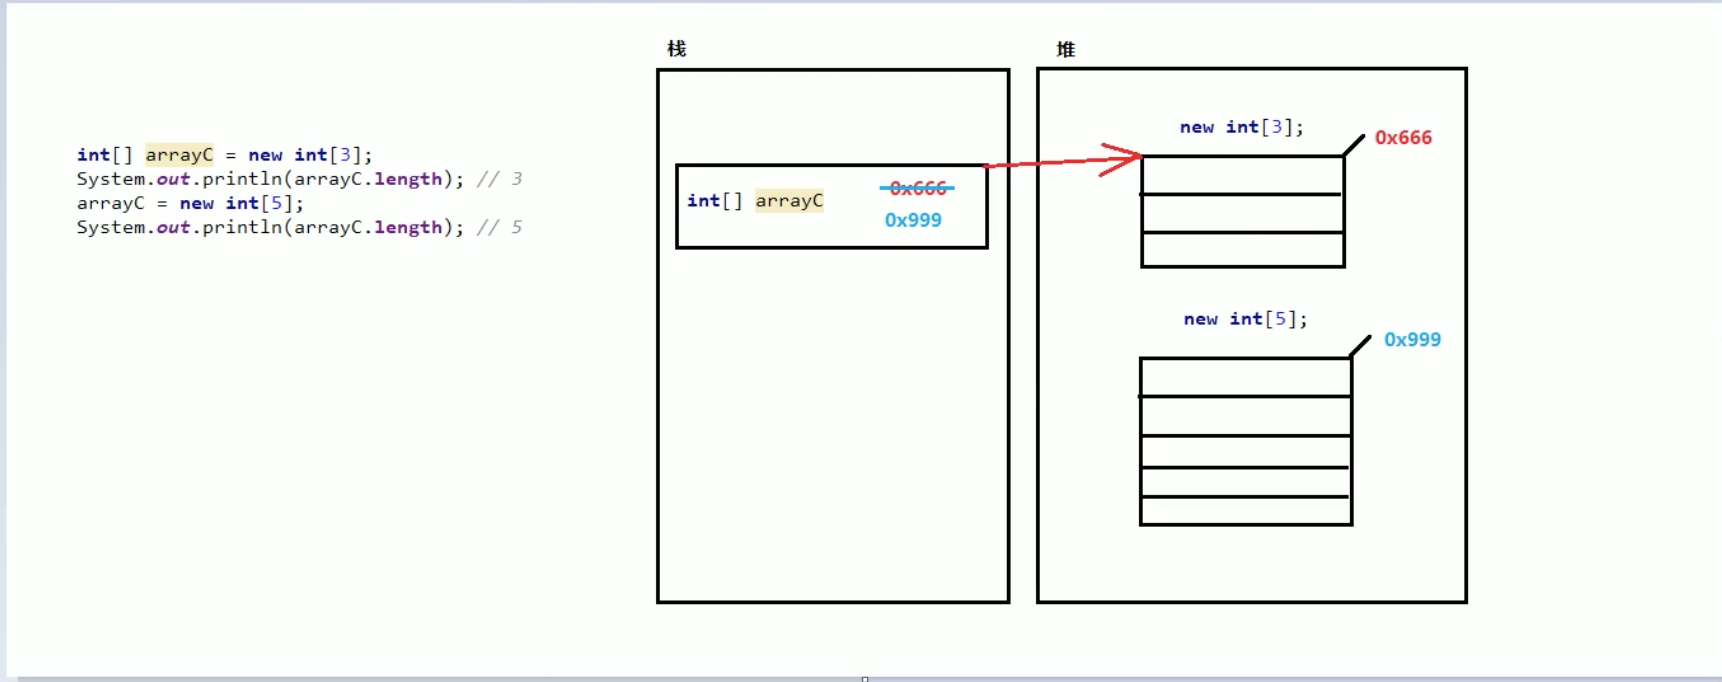 栈
堆
int[] arrayC = new int[3];
System.out.println(arrayC.length); // 3
arrayC = new int[5];
System.out.println(arrayC.length); // 5
int[] arrayC
0x666
0x999
new int[3];
0x666
new int[5];
0x999